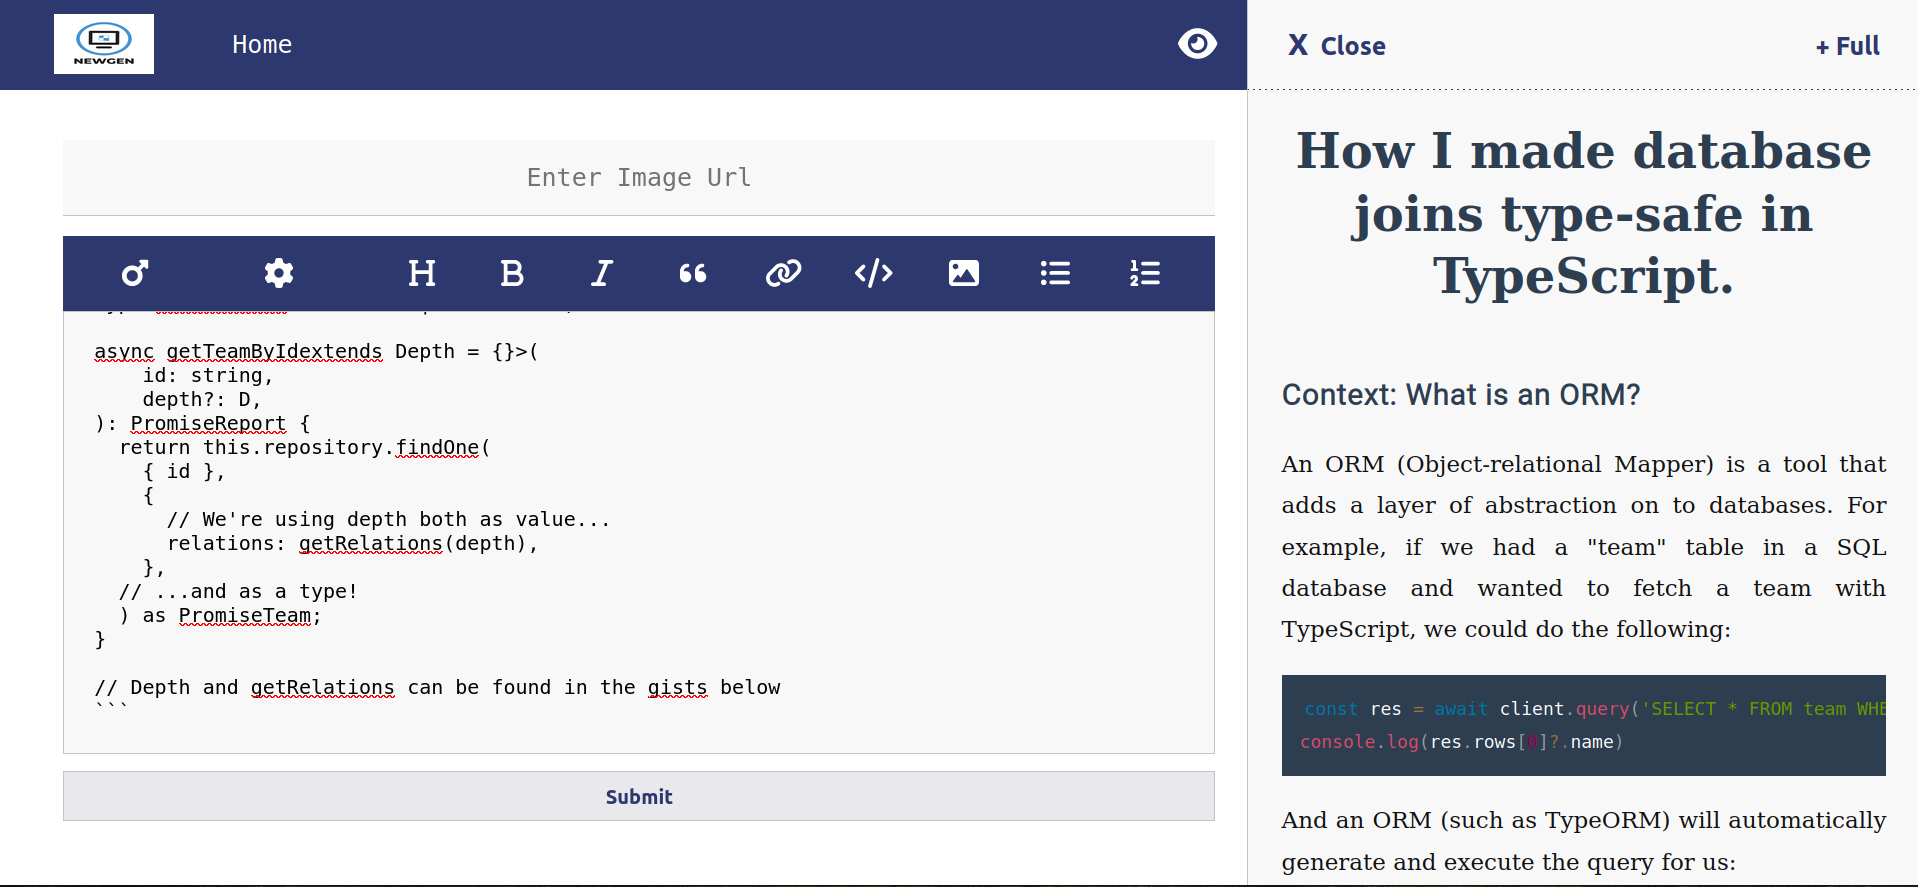 NEWGEN
Home
Enter Image Url
async getTeamByIdextends Depth = {}>(
    id: string,
    depth?: D,
): PromiseReport {
  return this.repository.findOne(
    { id },
    {
      // We're using depth both as value...
      relations: getRelations(depth),
    },
  // ...and as a type!
  ) as PromiseTeam;
}
// Depth and getRelations can be found in the gists below
```
Submit
X Close
+ Full
How I made database
joins type-safe in
TypeScript.
Context: What is an ORM?
An ORM (Object-relational Mapper) is a tool that
adds a layer of abstraction on to databases. For
example, if we had a "team" table in a SQL
database and wanted to fetch a team with
TypeScript, we could do the following:
const res = await client.query('SELECT * FROM team WHE
console.log(res.rows[0]?.name)
And an ORM (such as TypeORM) will automatically
generate and execute the query for us: